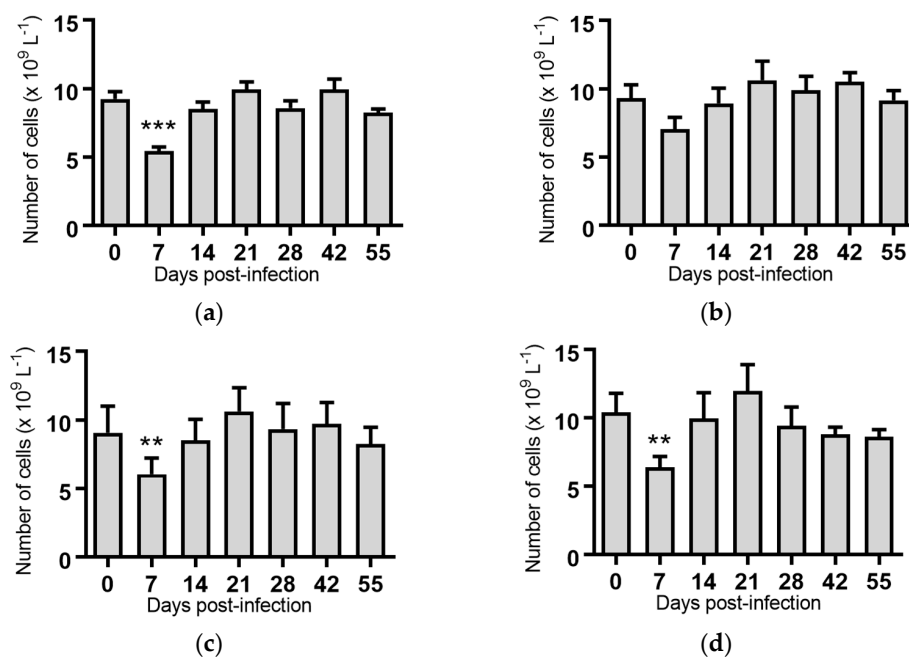 Number of cells (x 10⁹ L⁻¹)
15
10
5
0
***
0 7 14 21 28 42 55
Days post-infection
(a)
Number of cells (x 10⁹ L⁻¹)
15
10
5
0
0 7 14 21 28 42 55
Days post-infection
(b)
Number of cells (x 10⁹ L⁻¹)
15
10
5
0
**
0 7 14 21 28 42 55
Days post-infection
(c)
Number of cells (x 10⁹ L⁻¹)
15
10
5
0
**
0 7 14 21 28 42 55
Days post-infection
(d)